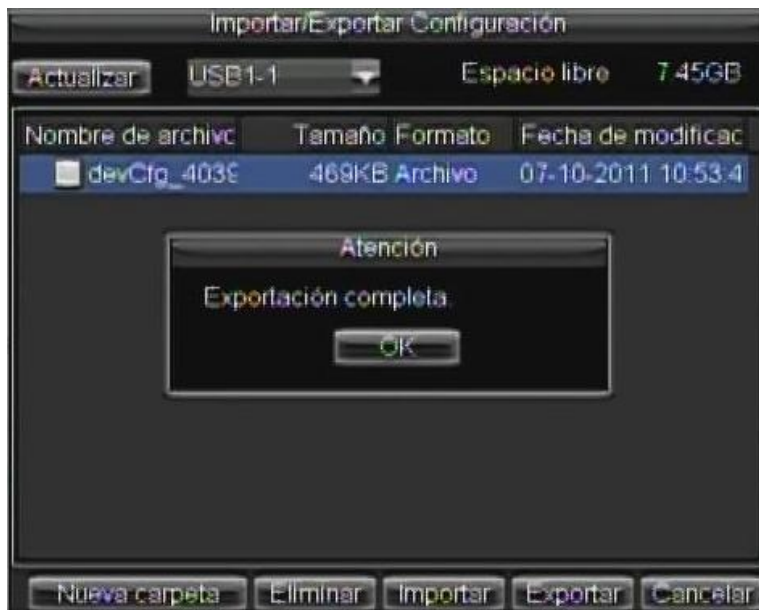 Importar/Exportar Configuración
Actualizar USB1-1 Espacio libre 7.45GB
Nombre de archivo Tamaño Formato Fecha de modificac
devCfg_4039 469KB Archivo 07-10-2011 10:53:4
Atención
Exportación completa.
OK
Nueva carpeta Eliminar Importar Exportar Cancelar